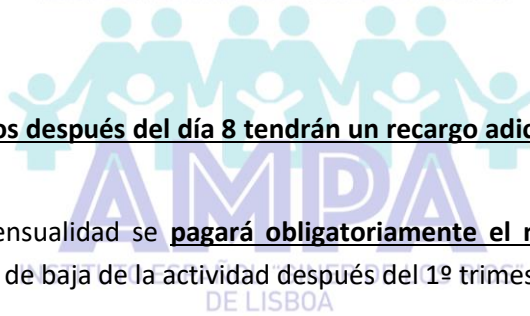 os después del día 8 tendrán un recargo adic
AMPA
ensualidad se pagará obligatoriamente el
de baja de la actividad después del 1º trimes
DE LISBOA